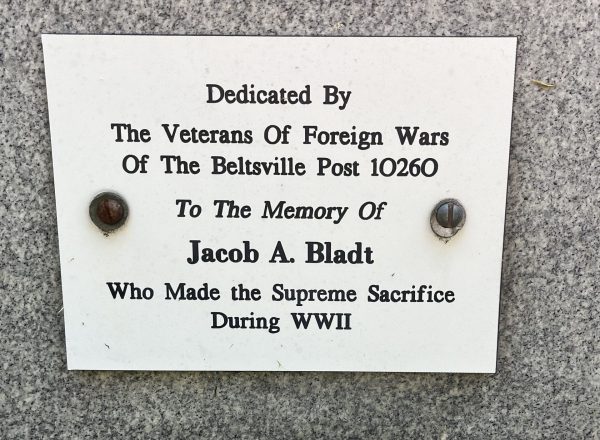 Dedicated By
The Veterans Of Foreign Wars
Of The Beltsville Post 10260
To The Memory Of
Jacob A. Bladt
Who Made the Supreme Sacrifice
During WWII